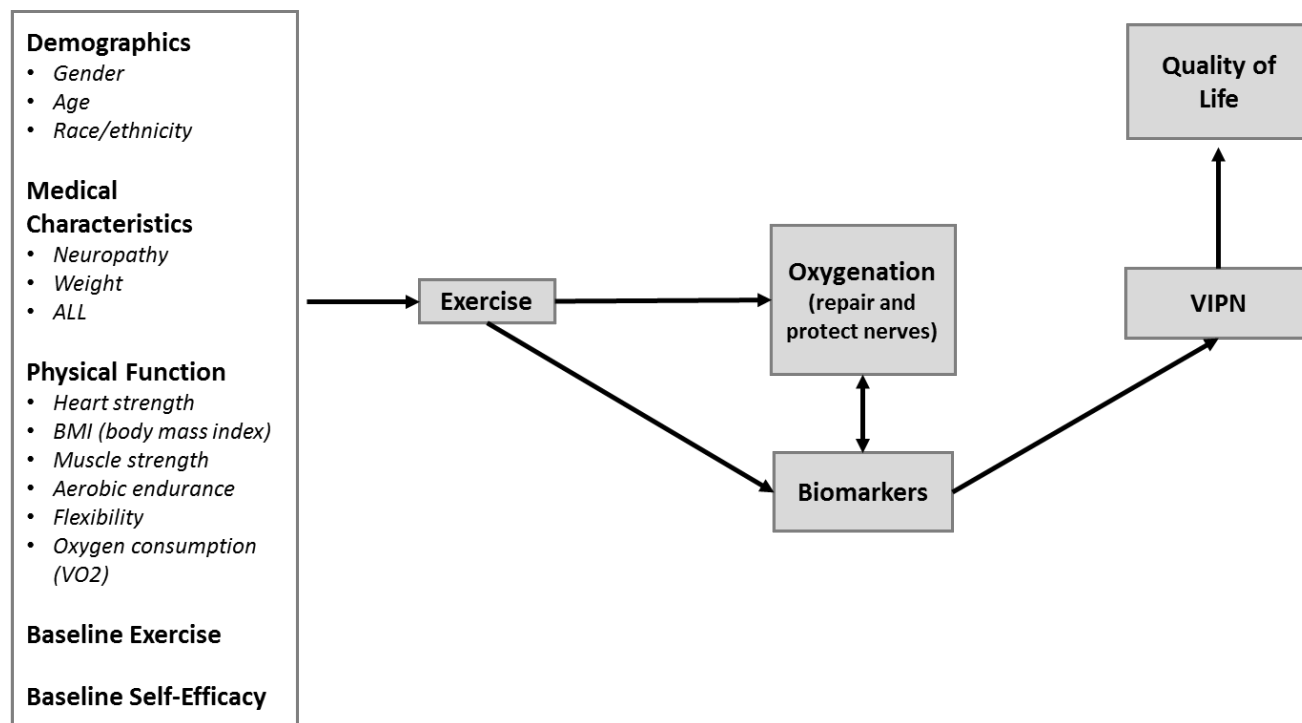 Demographics
• Gender
• Age
• Race/ethnicity
Medical
Characteristics
• Neuropathy
• Weight
• ALL
Physical Function
• Heart strength
• BMI (body mass index)
• Muscle strength
• Aerobic endurance
• Flexibility
• Oxygen consumption
(VO2)
Baseline Exercise
Baseline Self-Efficacy
Exercise
Oxygenation
(repair and
protect nerves)
Biomarkers
Quality of
Life
VIPN